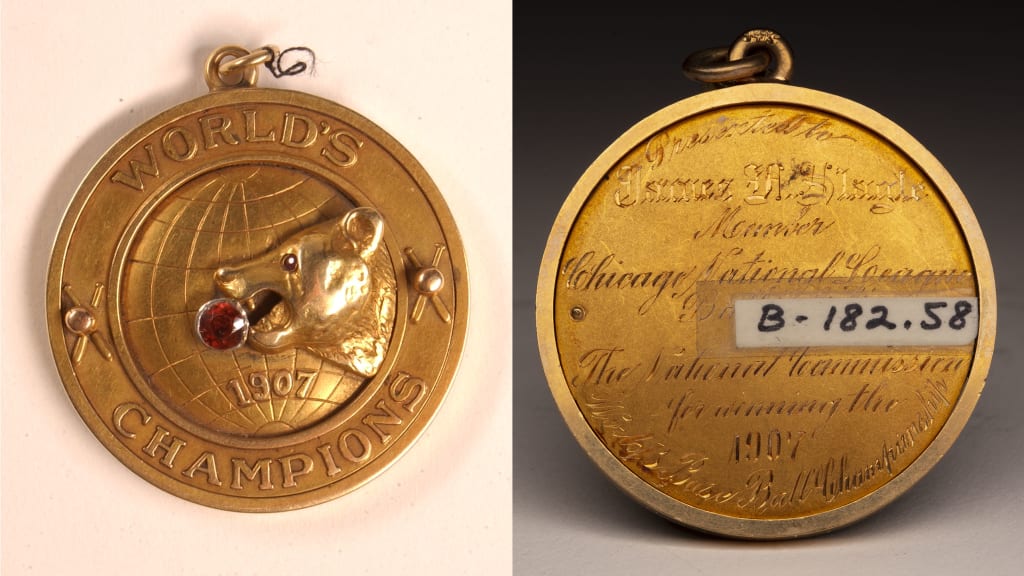 WORLD'S
1907
CHAMPIONS
Presented to
James F. Slagle
Member
Chicago National League
The National Commission
for winning the
1907
World's Base Ball Championship
B-182.58